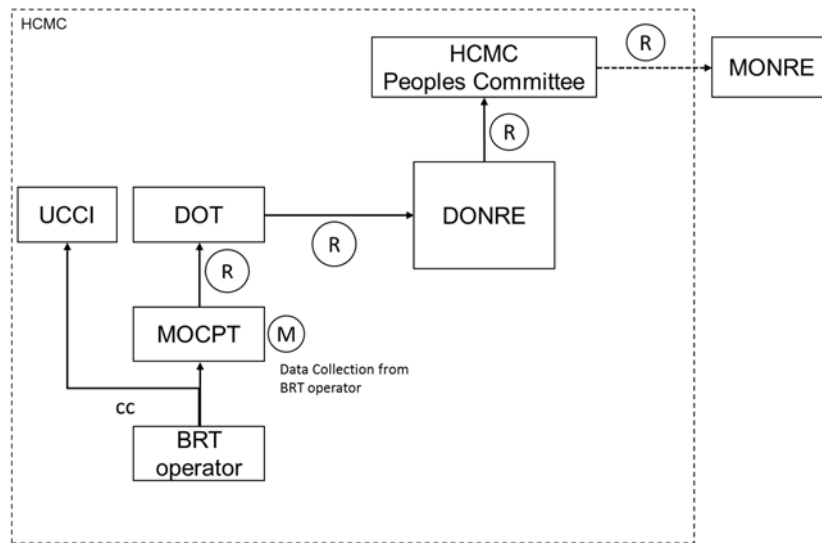 HCMC
HCMC
Peoples Committee
R
MONRE
R
UCCI
DOT
R
DONRE
R
MOCPT
M
Data Collection from
BRT operator
cc
BRT
operator